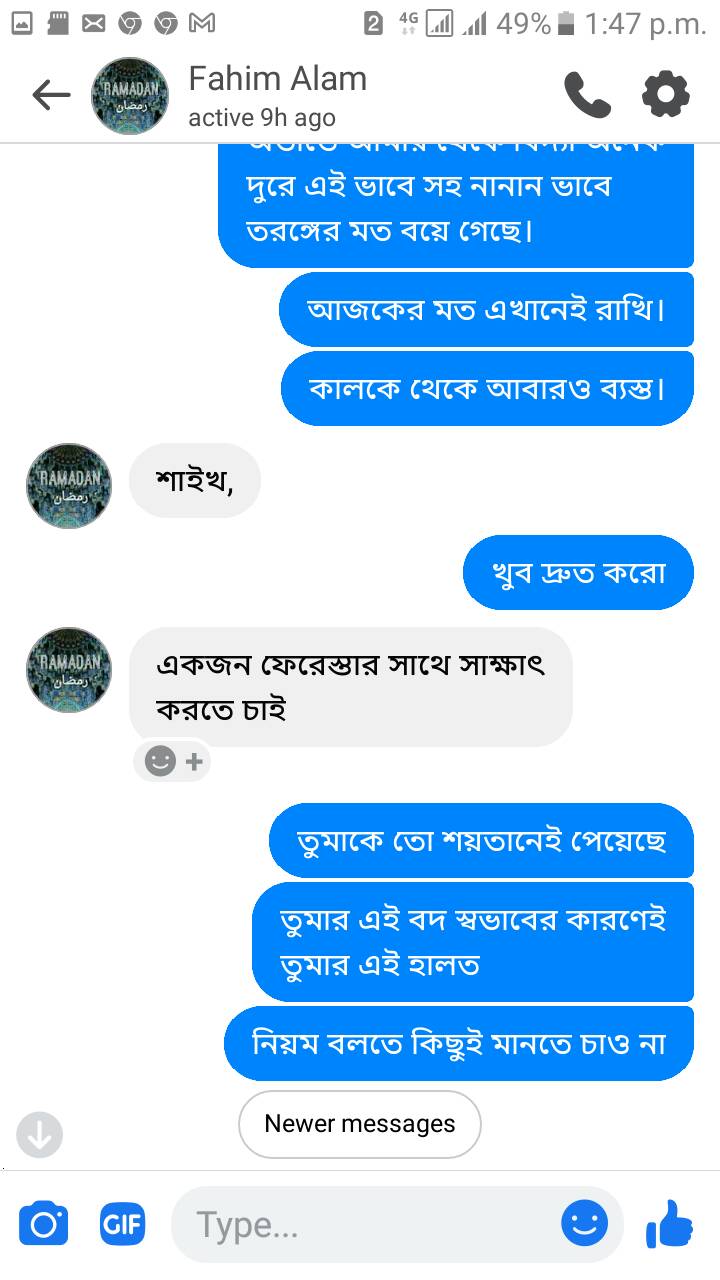 2 4G 49% 1:47 p.m.
Fahim Alam
active 9h ago
RAMADAN
رمضان
দুরে এই ভাবে সহ নানান ভাবে
তরঙ্গের মত বয়ে গেছে।
আজকের মত এখানেই রাখি।
কালকে থেকে আবারও ব্যস্ত।
RAMADAN
رمضان
শাইখ,
খুব দ্রুত করো
RAMADAN
رمضان
একজন ফেরেস্তার সাথে সাক্ষাৎ
করতে চাই
তুমাকে তো শয়তানেই পেয়েছে
তুমার এই বদ স্বভাবের কারণেই
তুমার এই হালত
নিয়ম বলতে কিছুই মানতে চাও না
Newer messages
GIF
Type...